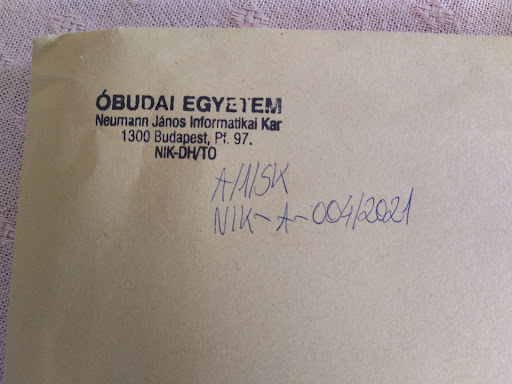 ÓBUDAI EGYETEM
Neumann János Informatikai Kar
1300 Budapest, Pf. 97.
NIK-DH/TO
A/1/SK
NIK-A-004/2021